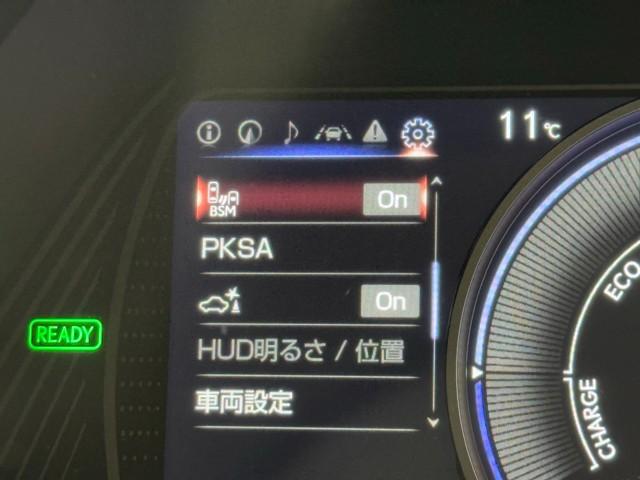 11℃
BSM On
PKSA
On
HUD明るさ / 位置
車両設定
READY
ECO
CHARGE